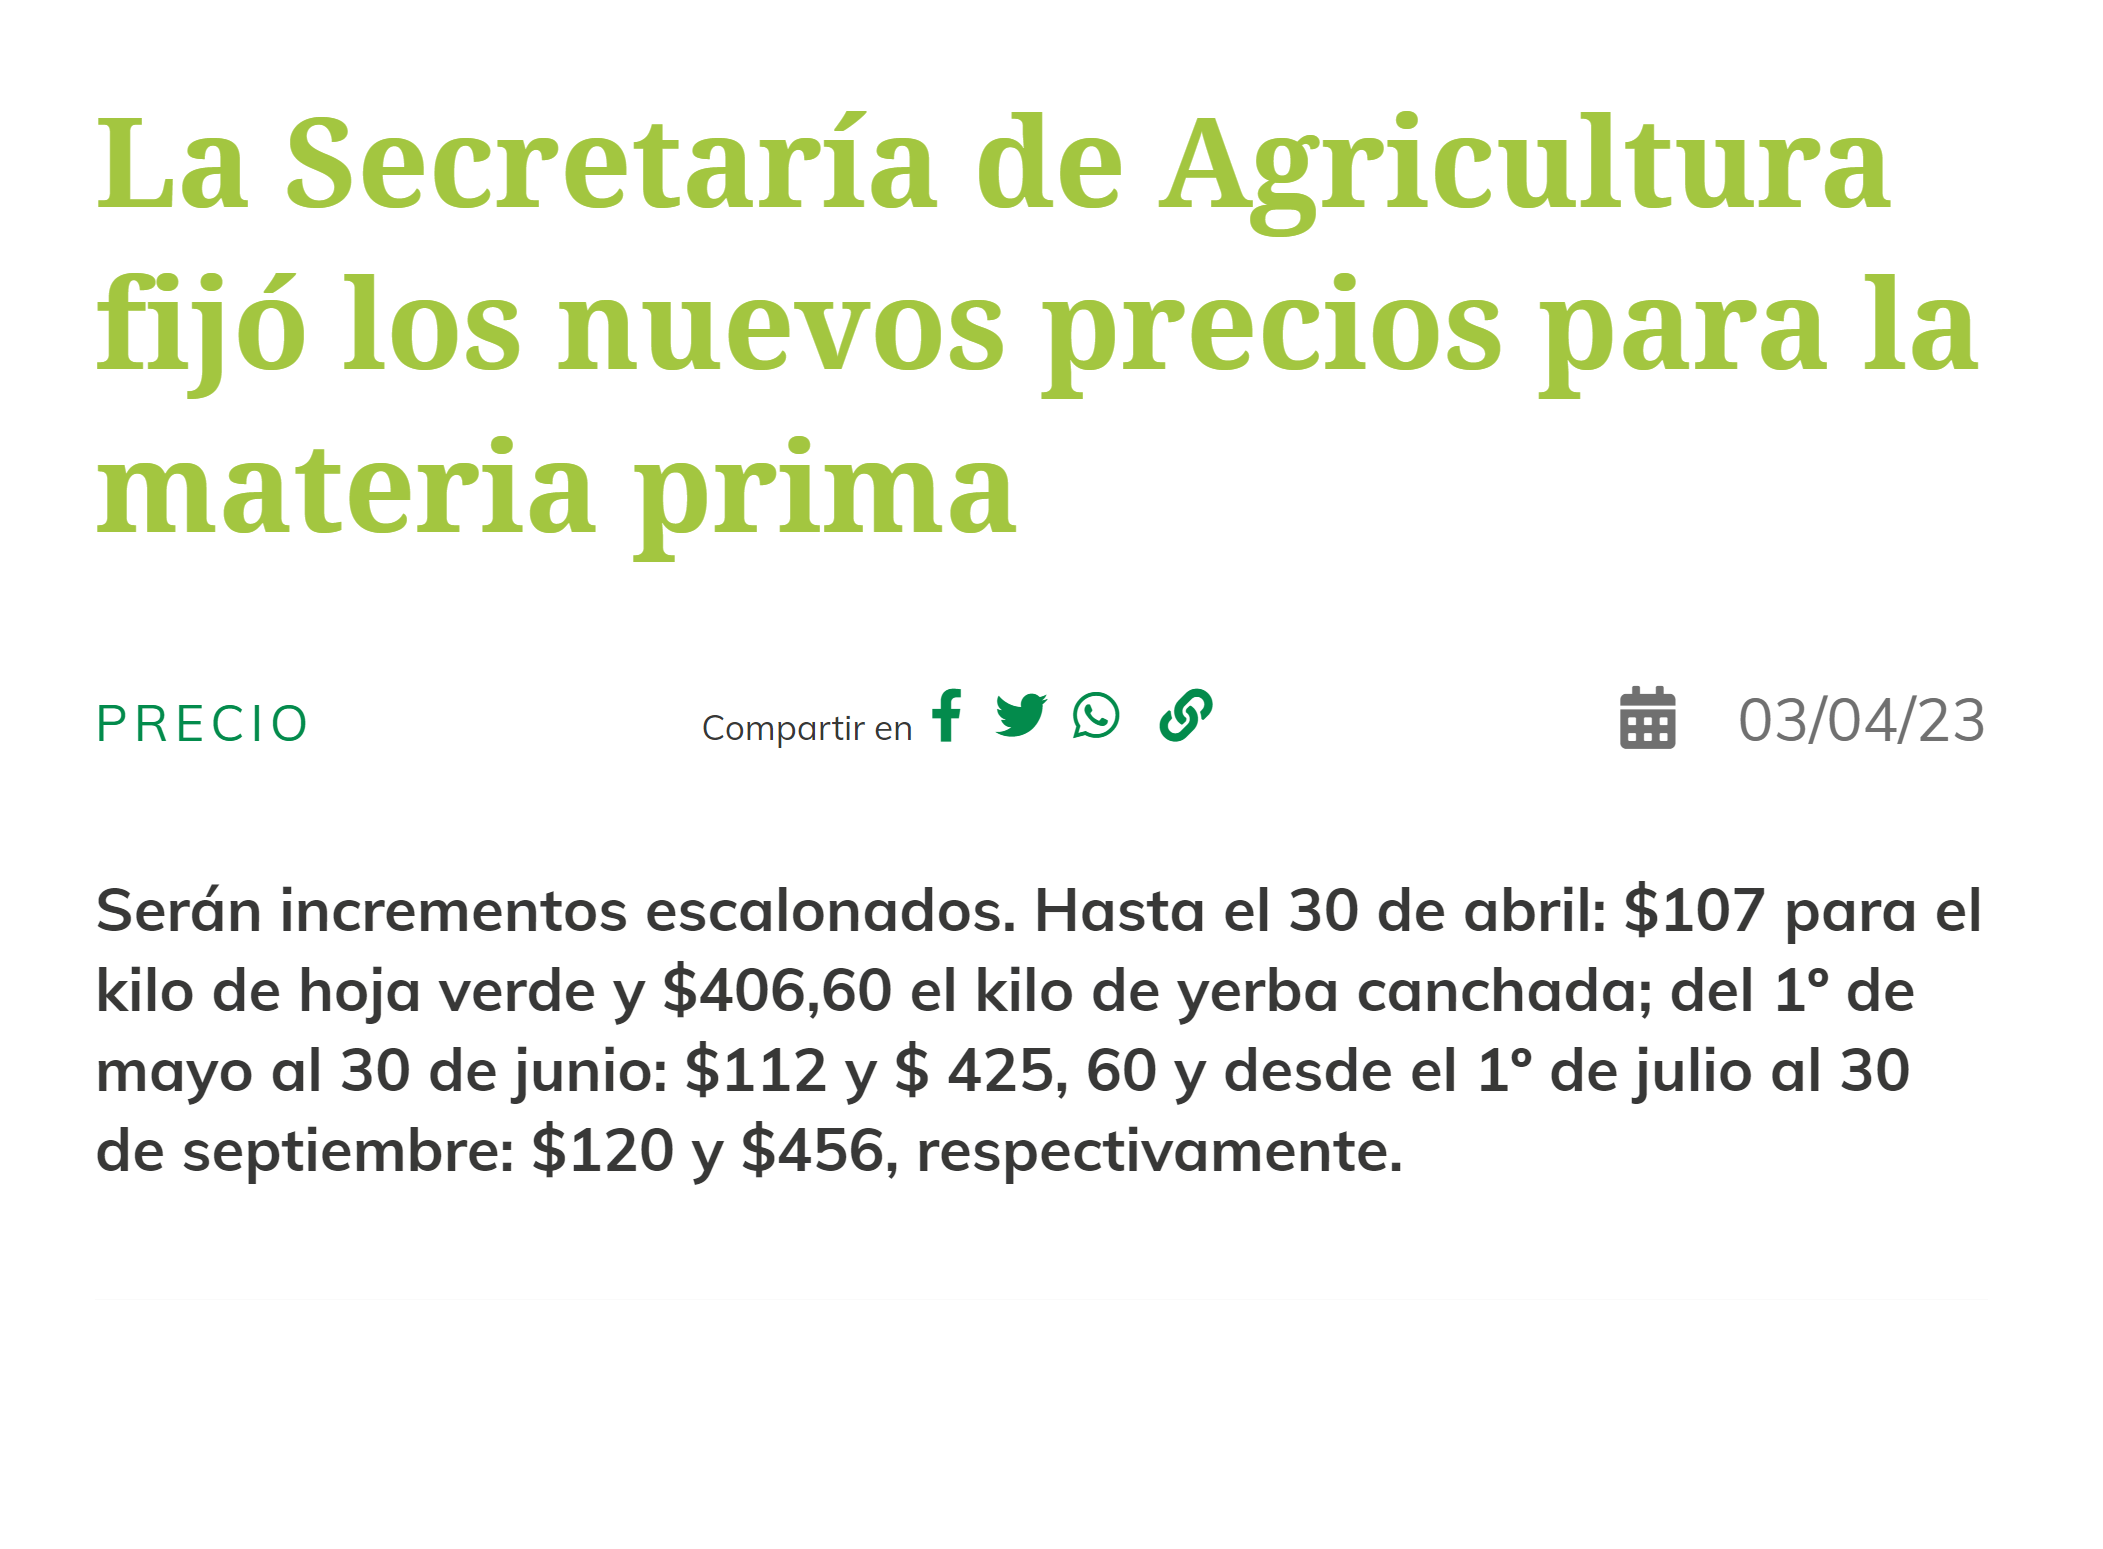 La Secretaría de Agricultura
fijó los nuevos precios para la
materia prima
PRECIO
Compartir en
03/04/23
Serán incrementos escalonados. Hasta el 30 de abril: $107 para el
kilo de hoja verde y $406,60 el kilo de yerba canchada; del 1º de
mayo al 30 de junio: $112 y $ 425, 60 y desde el 1º de julio al 30
de septiembre: $120 y $456, respectivamente.